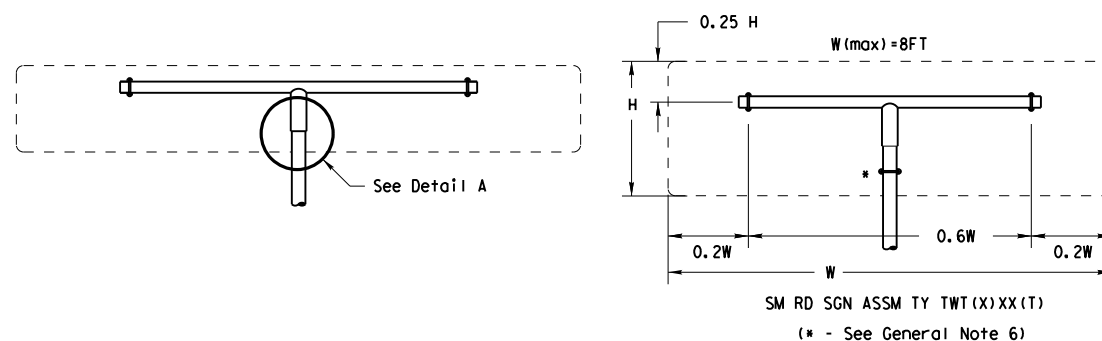 See Detail A
0.25 H
W(max)=8FT
H
*
0.2W
0.6W
0.2W
W
SM RD SGN ASSM TY TWT(X)XX(T)
(* - See General Note 6)